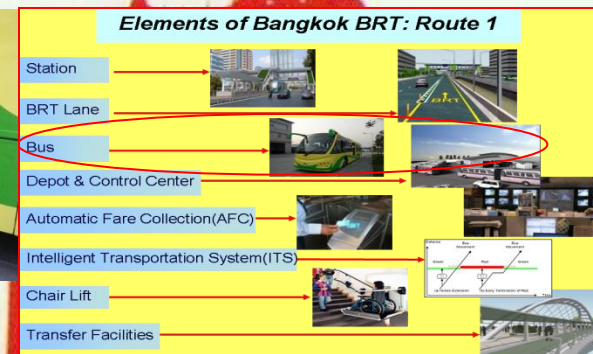 Elements of Bangkok BRT: Route 1
Station
BRT Lane
BRT
Bus
Depot & Control Center
Automatic Fare Collection(AFC)
Intelligent Transportation System(ITS)
Chair Lift
Transfer Facilities